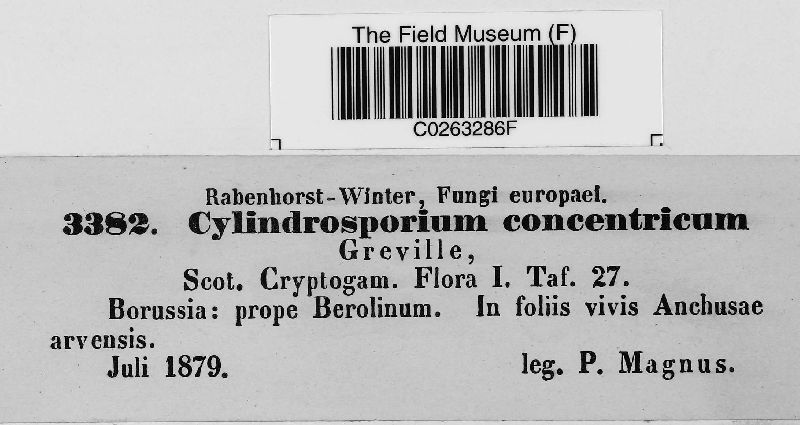 The Field Museum (F)
C0263286F
Rabenhorst-Winter, Fungi europaei.
3382. Cylindrosporium concentricum
Greville,
Scot. Cryptogam. Flora I. Taf. 27.
Borussia: prope Berolinum. In foliis vivis Anchusae
arvensis.
Juli 1879. leg. P. Magnus.